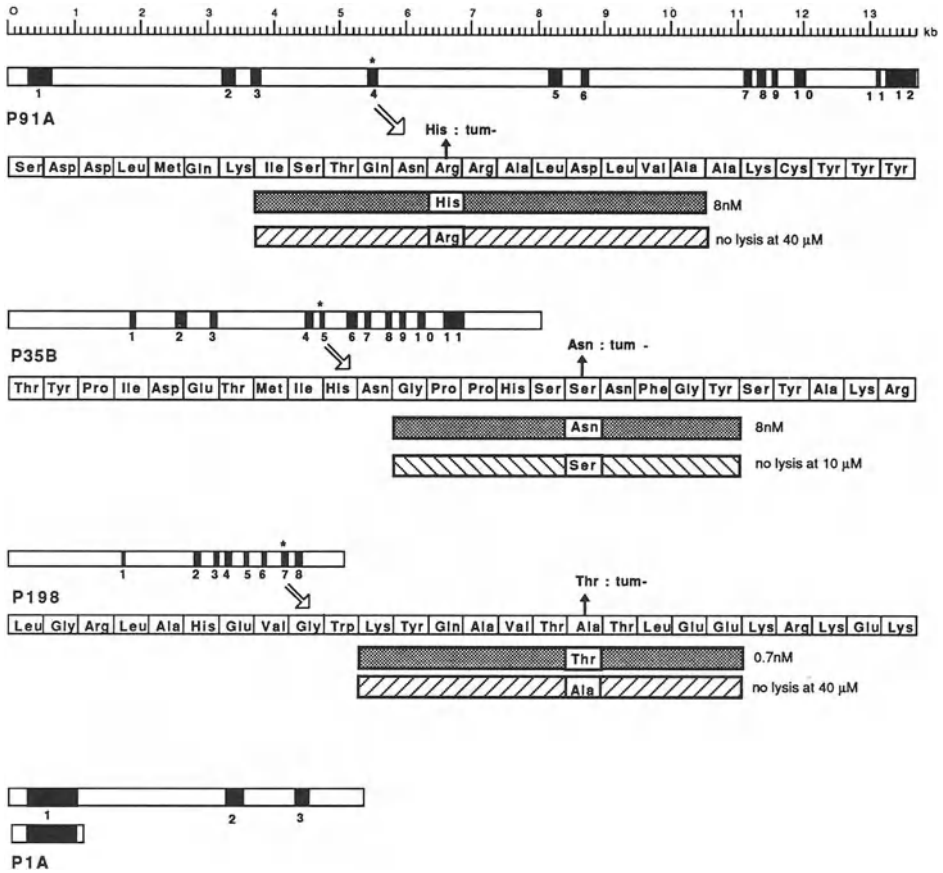 O 1 2 3 4 5 6 7 8 9 10 11 12 13
kb
*
1 2 3 4 5 6 7 8 9 10 11 12
P91A
His : tum-
Ser Asp Asp Leu Met Gln Lys Ile Ser Thr Gln Asn Arg Arg Ala Leu Asp Leu Val Ala Ala Lys Cys Tyr Tyr Tyr
His 8nM
Arg no lysis at 40 µM
*
1 2 3 4 5 6 7 8 9 10 11
P35B
Asn : tum -
Thr Tyr Pro Ile Asp Glu Thr Met Ile His Asn Gly Pro Pro His Ser Ser Asn Phe Gly Tyr Ser Tyr Ala Lys Arg
Asn 8nM
Ser no lysis at 10 µM
*
1 2 3 4 5 6 7 8
P198
Thr : tum-
Leu Gly Arg Leu Ala His Glu Val Gly Trp Lys Tyr Gln Ala Val Thr Ala Thr Leu Glu Glu Lys Arg Lys Glu Lys
Thr 0.7nM
Ala no lysis at 40 µM
1 2 3
P1A